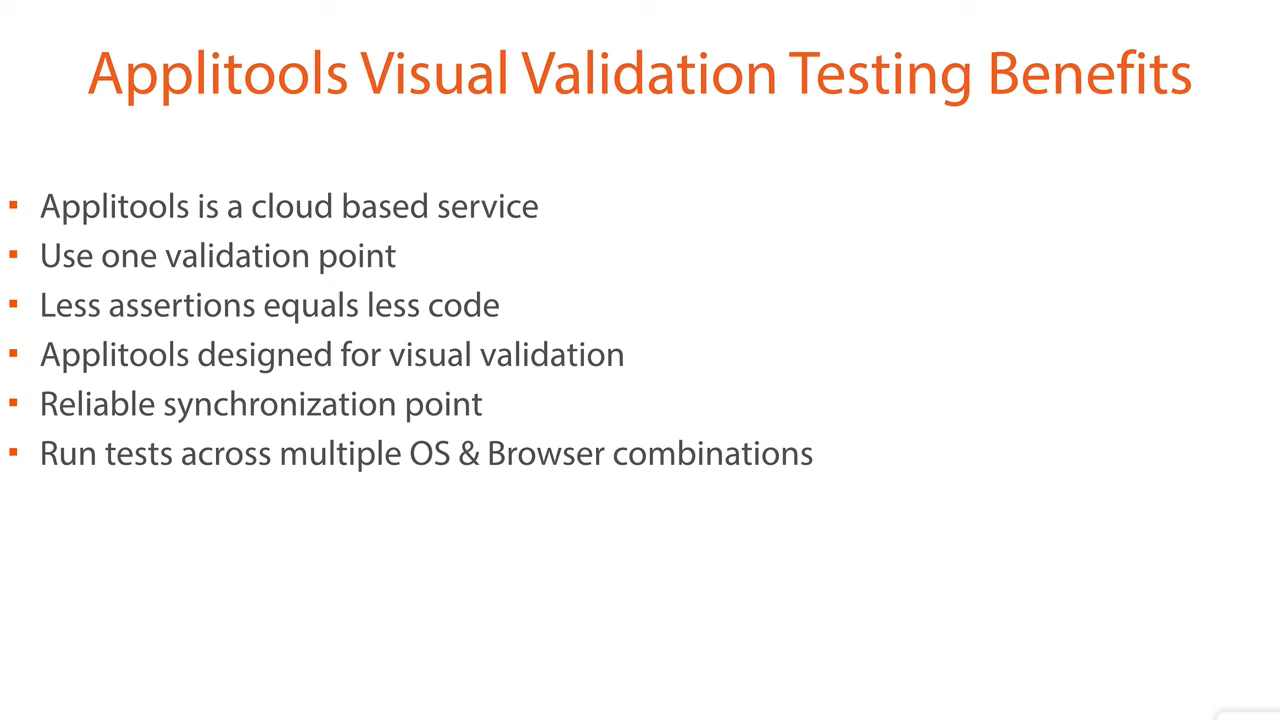 Applitools Visual Validation Testing Benefits
▪ Applitools is a cloud based service
▪ Use one validation point
▪ Less assertions equals less code
▪ Applitools designed for visual validation
▪ Reliable synchronization point
▪ Run tests across multiple OS & Browser combinations